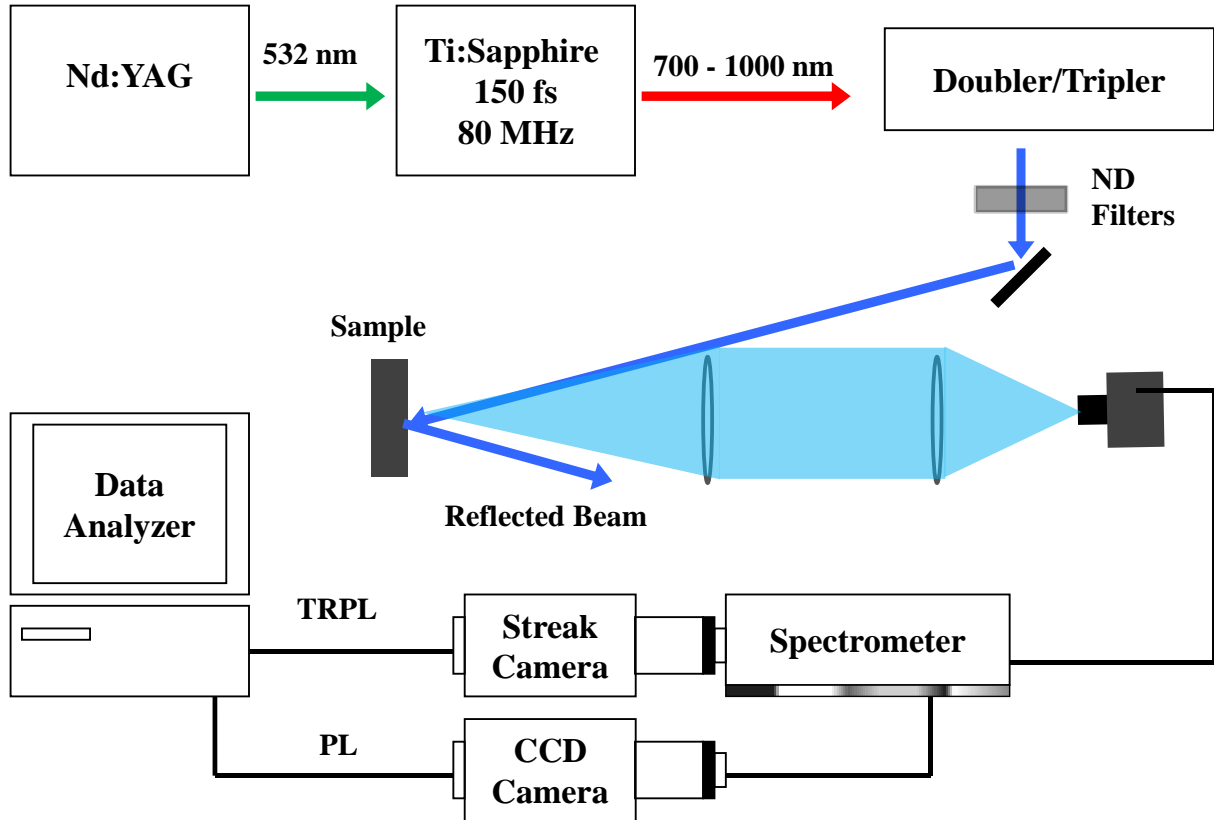 Nd:YAG
532 nm
Ti:Sapphire
150 fs
80 MHz
700 - 1000 nm
Doubler/Tripler
ND
Filters
Sample
Reflected Beam
Data
Analyzer
TRPL
Streak
Camera
Spectrometer
PL
CCD
Camera